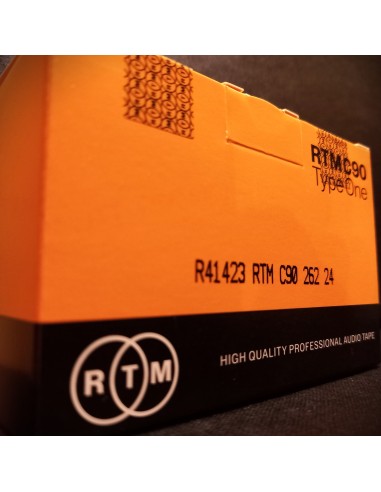 RTM C90
Type One
R41423 RTM C90 262 24
RTM
HIGH QUALITY PROFESSIONAL AUDIO TAPE